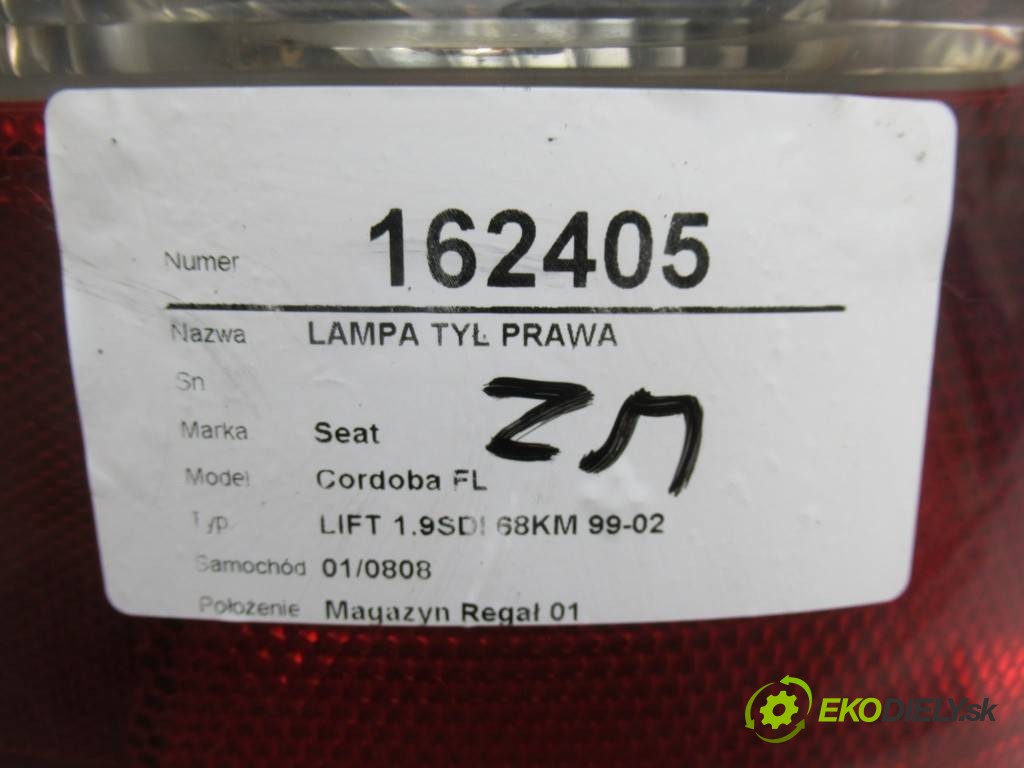 Numer 162405
Nazwa LAMPA TYŁ PRAWA
Sn
Marka Seat
Model Cordoba FL
Typ LIFT 1.9SDI 68KM 99-02
Samochód 01/0808
Położenie Magazyn Regał 01
EKODIELY.sk